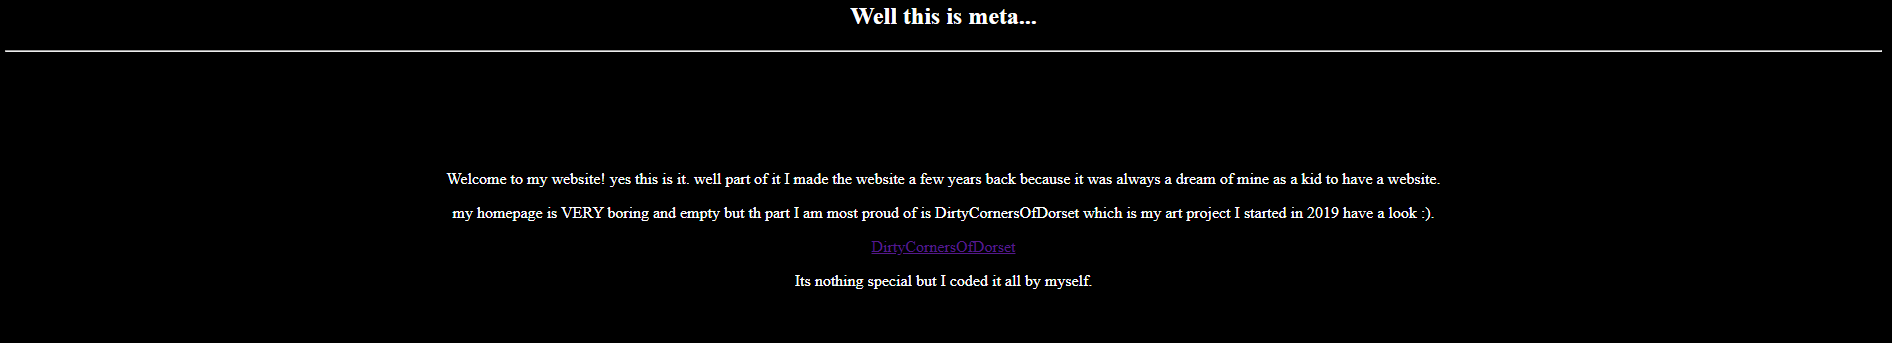 Well this is meta...
Welcome to my website! yes this is it. well part of it I made the website a few years back because it was always a dream of mine as a kid to have a website.
my homepage is VERY boring and empty but th part I am most proud of is DirtyCornersOfDorset which is my art project I started in 2019 have a look :).
DirtyCornersOfDorset
Its nothing special but I coded it all by myself.